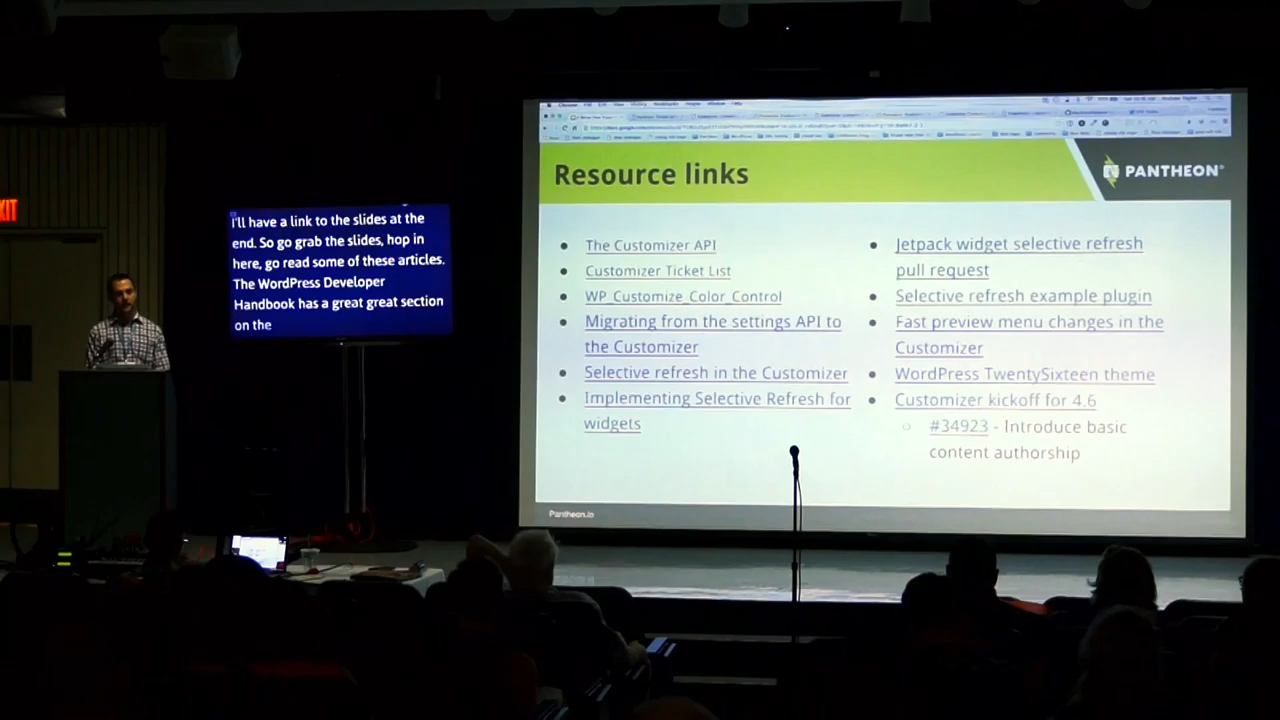 XIT
I'll have a link to the slides at the
end. So go grab the slides, hop in
here, go read some of these articles.
The WordPress Developer
Handbook has a great great section
on the
Resource links
PANTHEON
The Customizer API
Customizer Ticket List
WP_Customize_Color_Control
Migrating from the settings API to
the Customizer
Selective refresh in the Customizer
Implementing Selective Refresh for
widgets
Jetpack widget selective refresh
pull request
Selective refresh example plugin
Fast preview menu changes in the
Customizer
WordPress TwentySixteen theme
Customizer kickoff for 4.6
#34923 - Introduce basic
content authorship
Pantheon.io